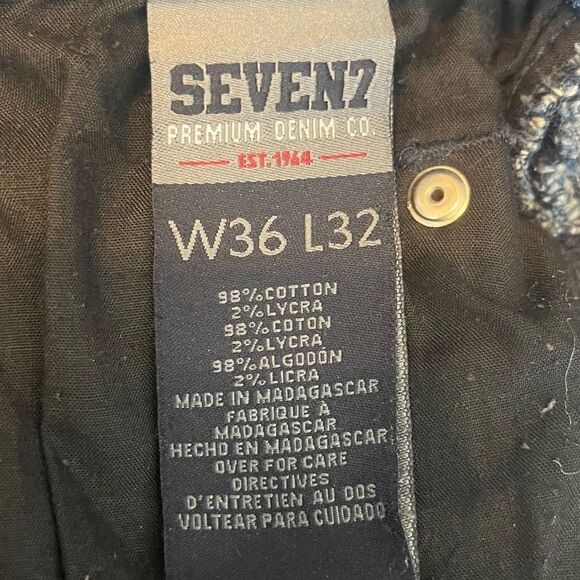 SEVEN7
PREMIUM DENIM CO.
EST. 1964
W36 L32
98%COTTON
2%LYCRA
98%COTON
2%LYCRA
98%ALGODÓN
2%LICRA
MADE IN MADAGASCAR
FABRIQUE À
MADAGASCAR
HECHO EN MADAGASCAR
OVER FOR CARE
DIRECTIVES
D'ENTRETIEN AU DOS
VOLTEAR PARA CUIDADO